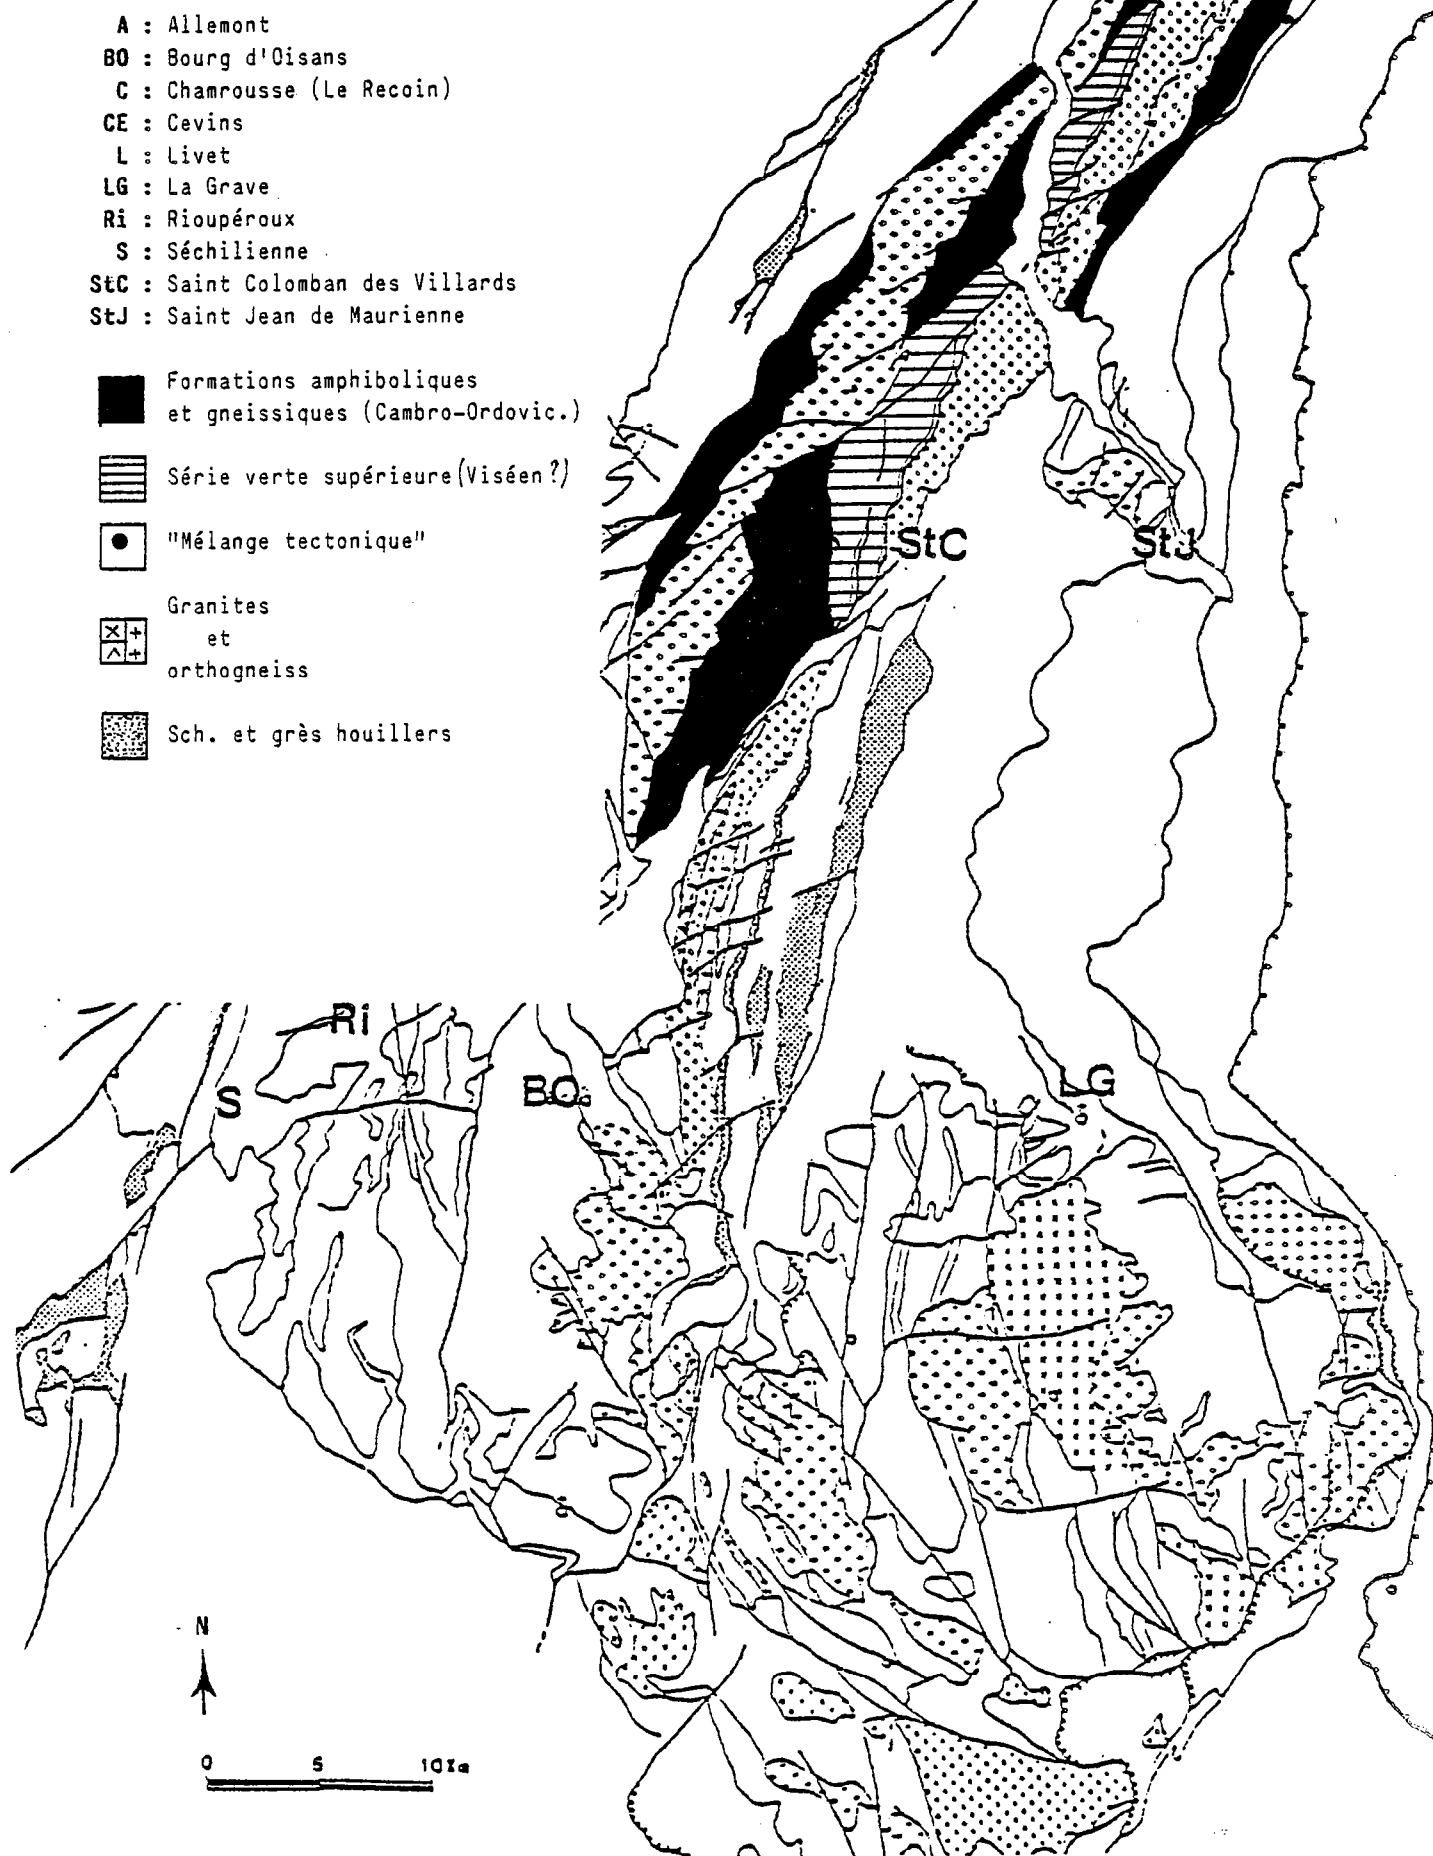 A : Allemont
BO : Bourg d'Oisans
C : Chamrousse (Le Recoin)
CE : Cevins
L : Livet
LG : La Grave
Ri : Rioupéroux
S : Séchilienne
StC : Saint Colomban des Villards
StJ : Saint Jean de Maurienne
Formations amphiboliques
et gneissiques (Cambro-Ordovic.)
Série verte supérieure (Viséen ?)
"Mélange tectonique"
Granites
et
orthogneiss
Sch. et grès houillers
StC
StJ
Ri
S
BO
LG
N
0 5 10 Km